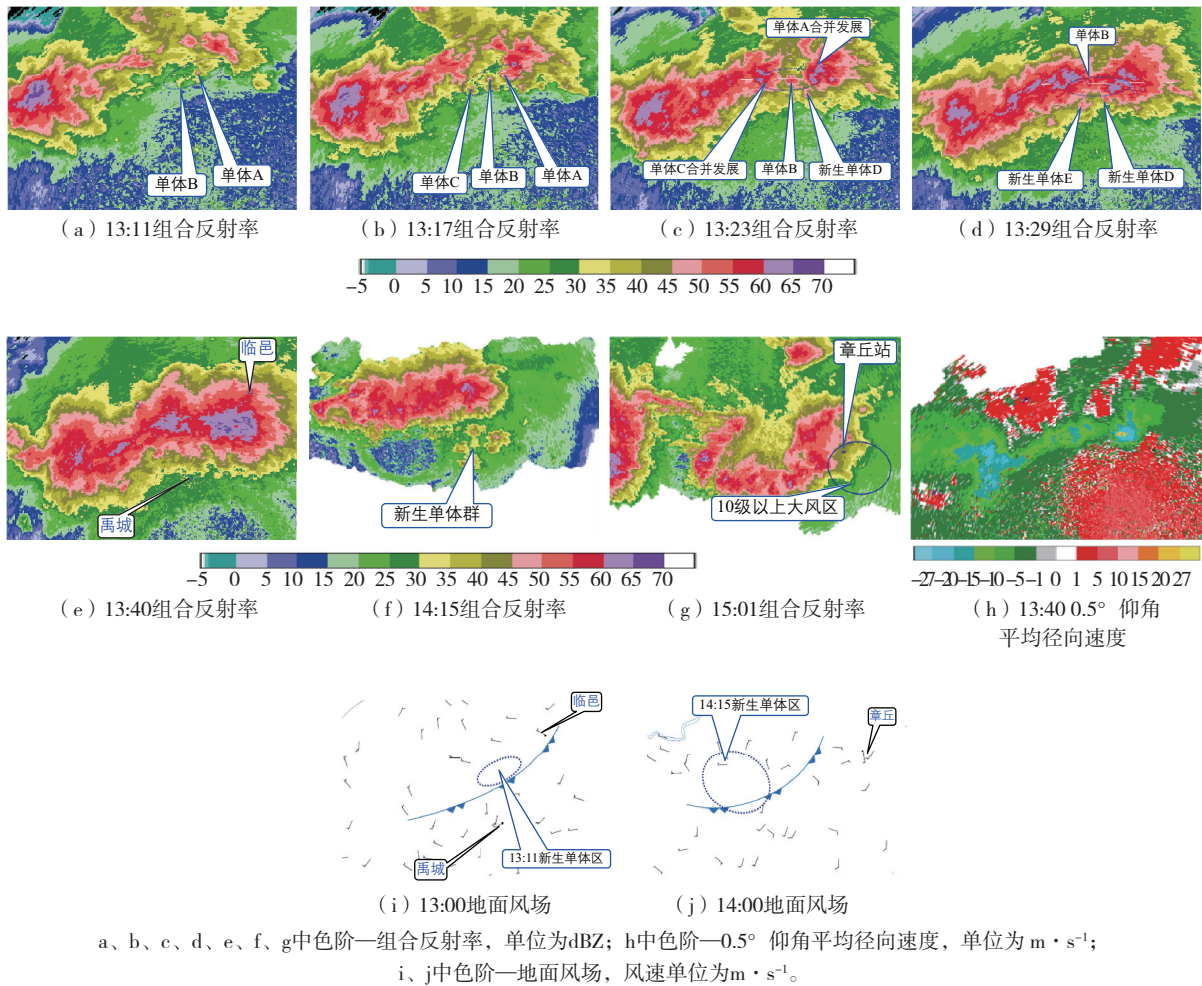 单体B
单体A
单体C
单体B
单体A
单体A合并发展
单体C合并发展
单体B
新生单体D
单体B
新生单体E
新生单体D
（a）13:11组合反射率
（b）13:17组合反射率
（c）13:23组合反射率
（d）13:29组合反射率
-5 0 5 10 15 20 25 30 35 40 45 50 55 60 65 70
临邑
禹城
新生单体群
章丘站
10级以上大风区
-5 0 5 10 15 20 25 30 35 40 45 50 55 60 65 70
-27-20-15-10-5-1 0 1 5 10 15 20 27
（e）13:40组合反射率
（f）14:15组合反射率
（g）15:01组合反射率
（h）13:40 0.5° 仰角
平均径向速度
临邑
禹城
13:11新生单体区
14:15新生单体区
章丘
（i）13:00地面风场
（j）14:00地面风场
a、b、c、d、e、f、g中色阶—组合反射率，单位为dBZ；h中色阶—0.5° 仰角平均径向速度，单位为 m·s⁻¹；
i、j中色阶—地面风场，风速单位为m·s⁻¹。